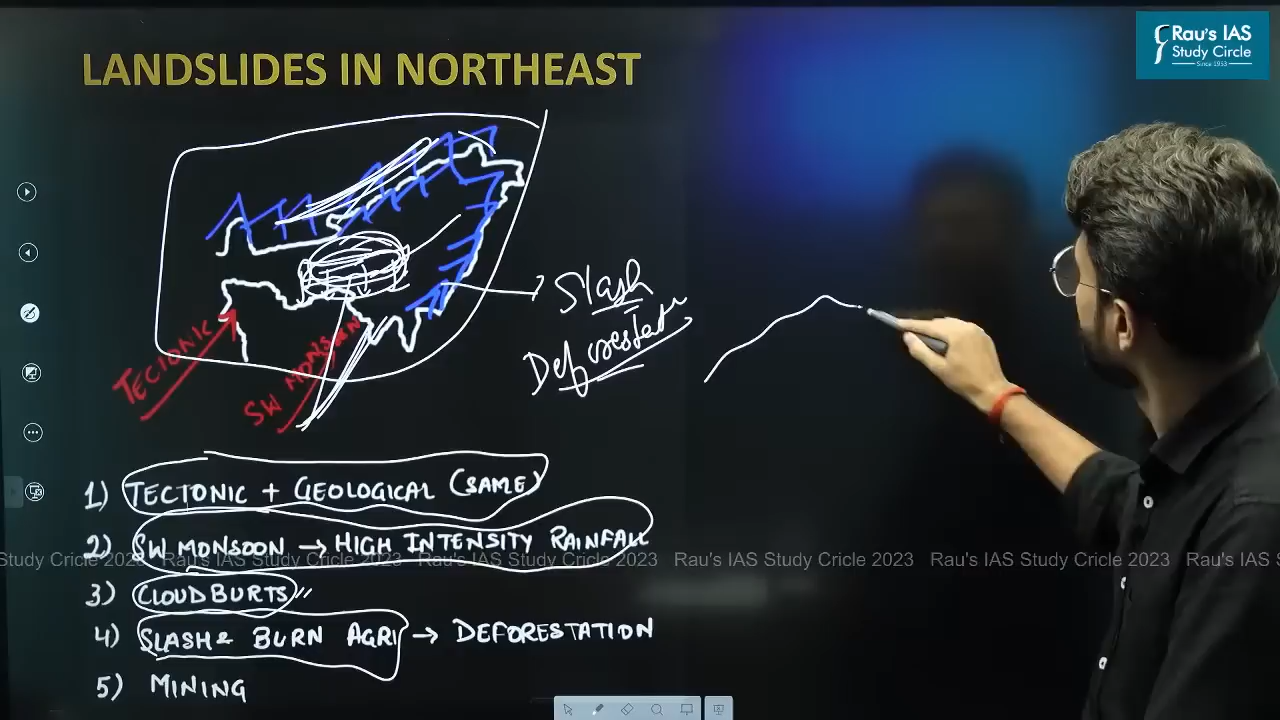 Rau's IAS
Study Circle
Since 1953
LANDSLIDES IN NORTHEAST
Slash
TECTONIC
SW MONSOON
1) TECTONIC + GEOLOGICAL (SAME)
2) SW MONSOON → HIGH INTENSITY RAINFALL
Study Cricle 2023 Rau's IAS Study Cricle 2023 Rau's IAS Study Cricle 2023 Rau's IAS Study Cricle 2023 Rau's IAS S
3) CLOUDBURTS
4) SLASH & BURN AGRI → DEFORESTATION
5) MINING